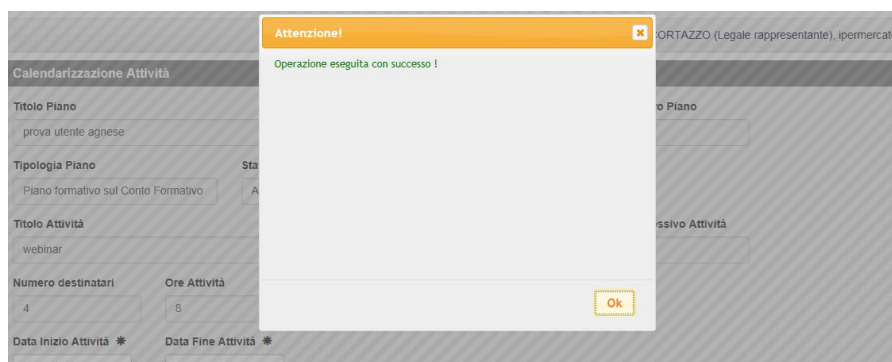 Attenzione!
ORTAZZO (Legale rappresentante), ipermercat
Operazione eseguita con successo !
Calendarizzazione Attività
Titolo Piano
o Piano
prova utente agnese
Tipologia Piano
Sta
Piano formativo sul Conto Formativo
A
Titolo Attività
ssivo Attività
webinar
Numero destinatari
Ore Attività
4
8
Ok
Data Inizio Attività ✱
Data Fine Attività ✱